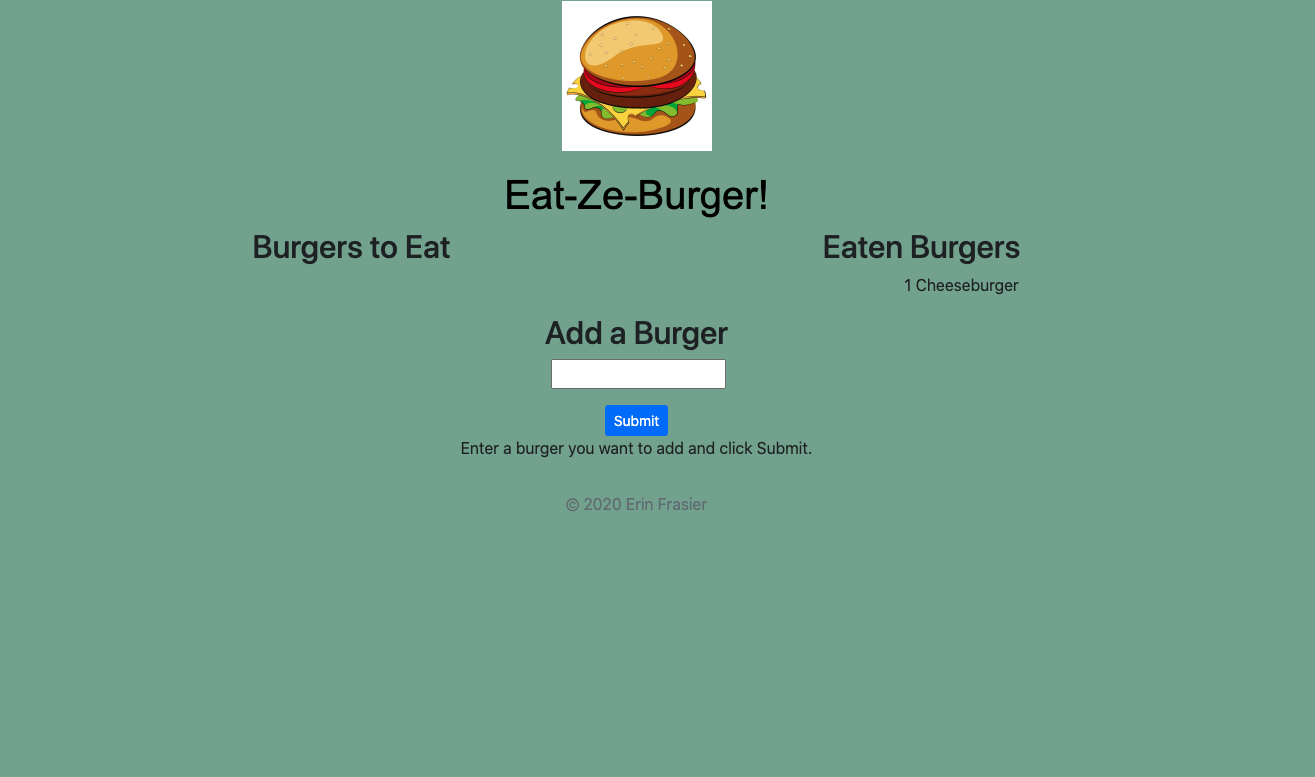 Eat-Ze-Burger!
Burgers to Eat
Eaten Burgers
1 Cheeseburger
Add a Burger
Submit
Enter a burger you want to add and click Submit.
© 2020 Erin Frasier